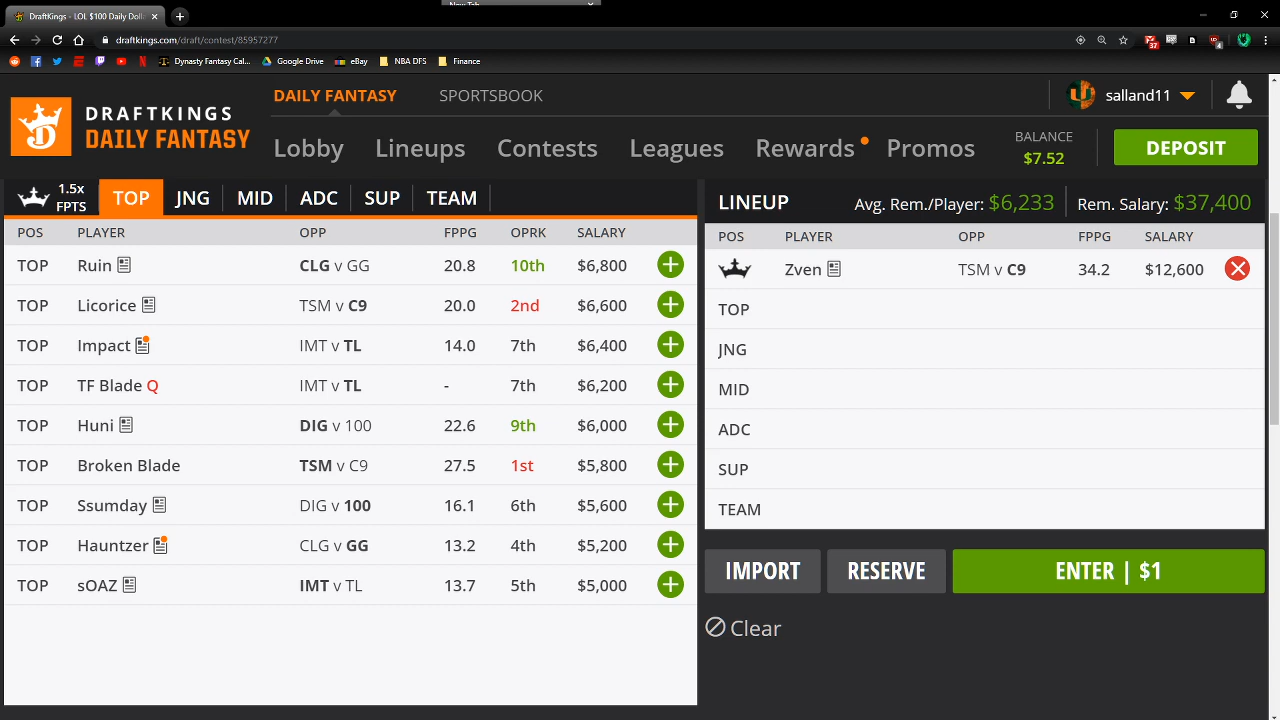 New Tab
DraftKings - LOL $100 Daily Dolla
draftkings.com/draft/contest/85957277
37
4
Dynasty Fantasy Cal...
Google Drive
eBay
NBA DFS
Finance
DRAFTKINGS
DAILY FANTASY
DAILY FANTASY
SPORTSBOOK
salland11
Lobby
Lineups
Contests
Leagues
Rewards
Promos
BALANCE
$7.52
DEPOSIT
1.5x
FPTS
TOP
JNG
MID
ADC
SUP
TEAM
POS PLAYER OPP FPPG OPRK SALARY
TOP Ruin CLG v GG 20.8 10th $6,800
TOP Licorice TSM v C9 20.0 2nd $6,600
TOP Impact IMT v TL 14.0 7th $6,400
TOP TF Blade Q IMT v TL - 7th $6,200
TOP Huni DIG v 100 22.6 9th $6,000
TOP Broken Blade TSM v C9 27.5 1st $5,800
TOP Ssumday DIG v 100 16.1 6th $5,600
TOP Hauntzer CLG v GG 13.2 4th $5,200
TOP sOAZ IMT v TL 13.7 5th $5,000
LINEUP Avg. Rem./Player: $6,233 Rem. Salary: $37,400
POS PLAYER OPP FPPG SALARY
Zven TSM v C9 34.2 $12,600
TOP
JNG
MID
ADC
SUP
TEAM
IMPORT
RESERVE
ENTER | $1
Clear